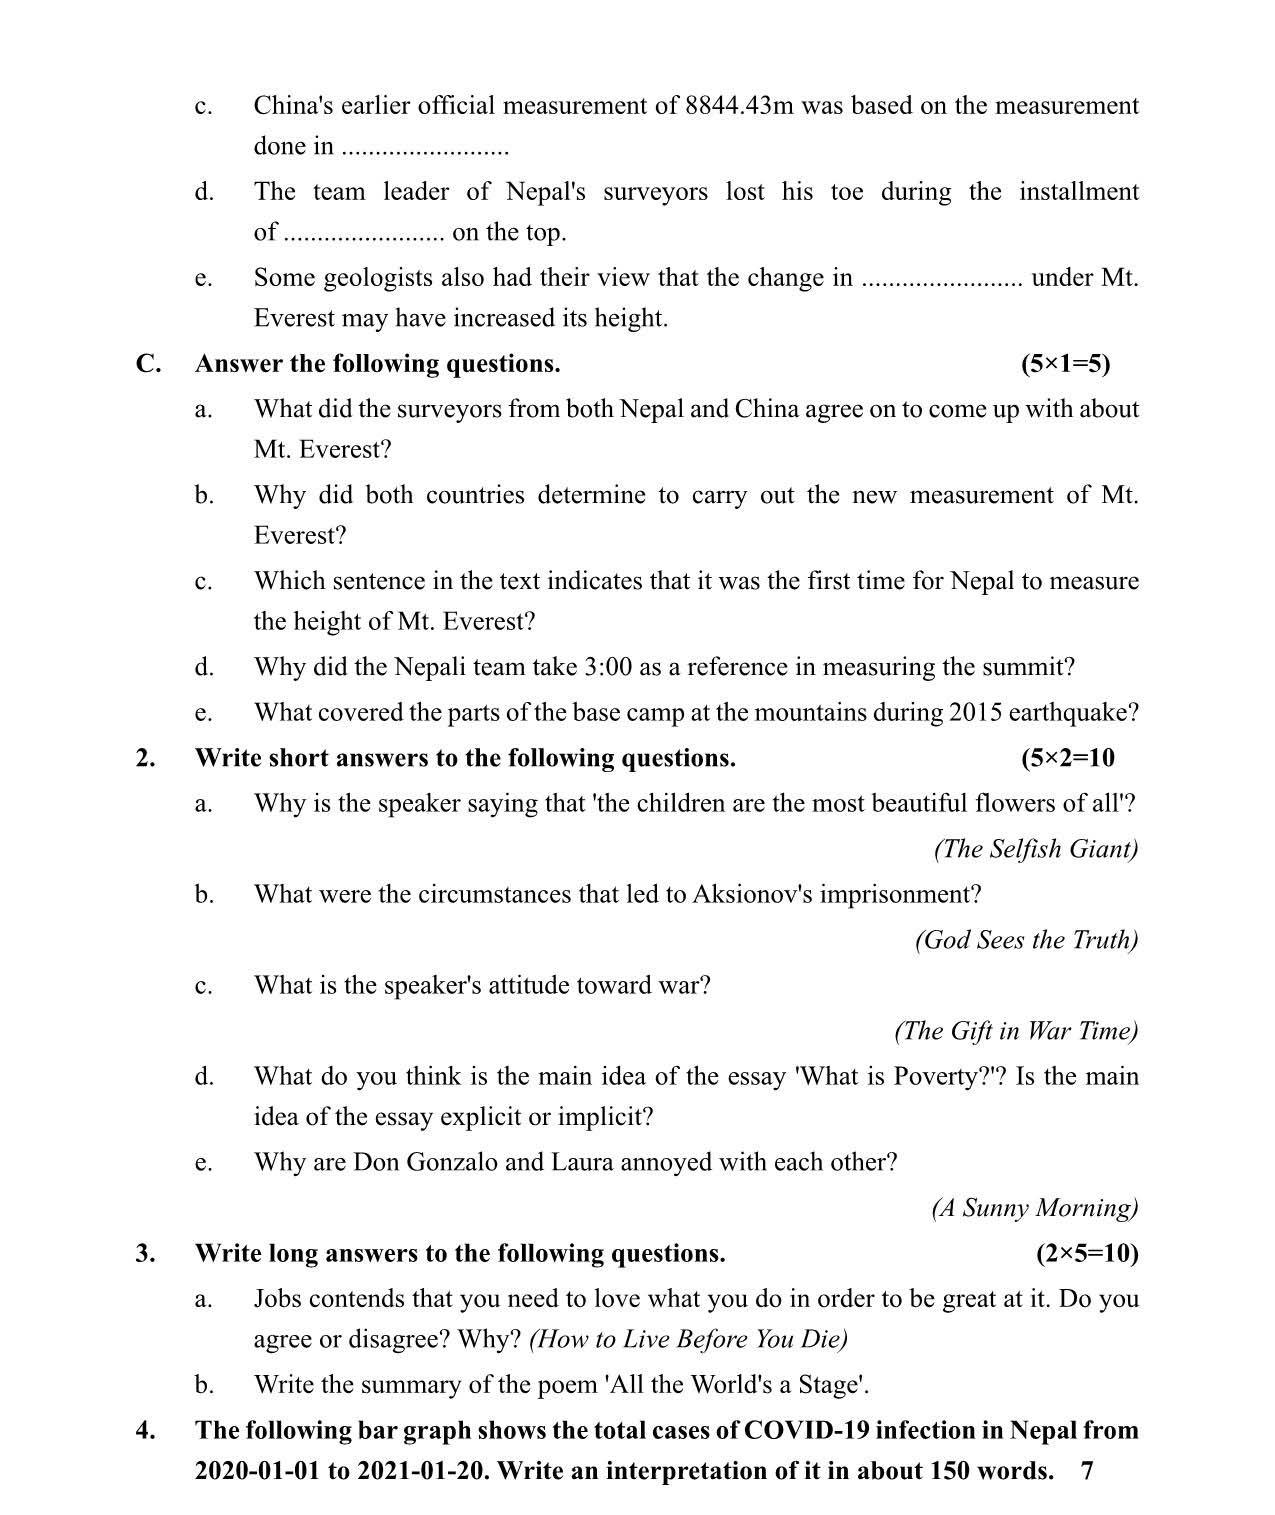 c. China's earlier official measurement of 8844.43m was based on the measurement
done in .........................
d. The team leader of Nepal's surveyors lost his toe during the installment
of ........................ on the top.
e. Some geologists also had their view that the change in ........................ under Mt.
Everest may have increased its height.
C. Answer the following questions. (5×1=5)
a. What did the surveyors from both Nepal and China agree on to come up with about
Mt. Everest?
b. Why did both countries determine to carry out the new measurement of Mt.
Everest?
c. Which sentence in the text indicates that it was the first time for Nepal to measure
the height of Mt. Everest?
d. Why did the Nepali team take 3:00 as a reference in measuring the summit?
e. What covered the parts of the base camp at the mountains during 2015 earthquake?
2. Write short answers to the following questions. (5×2=10
a. Why is the speaker saying that 'the children are the most beautiful flowers of all'?
(The Selfish Giant)
b. What were the circumstances that led to Aksionov's imprisonment?
(God Sees the Truth)
c. What is the speaker's attitude toward war?
(The Gift in War Time)
d. What do you think is the main idea of the essay 'What is Poverty?'? Is the main
idea of the essay explicit or implicit?
e. Why are Don Gonzalo and Laura annoyed with each other?
(A Sunny Morning)
3. Write long answers to the following questions. (2×5=10)
a. Jobs contends that you need to love what you do in order to be great at it. Do you
agree or disagree? Why? (How to Live Before You Die)
b. Write the summary of the poem 'All the World's a Stage'.
4. The following bar graph shows the total cases of COVID-19 infection in Nepal from
2020-01-01 to 2021-01-20. Write an interpretation of it in about 150 words. 7